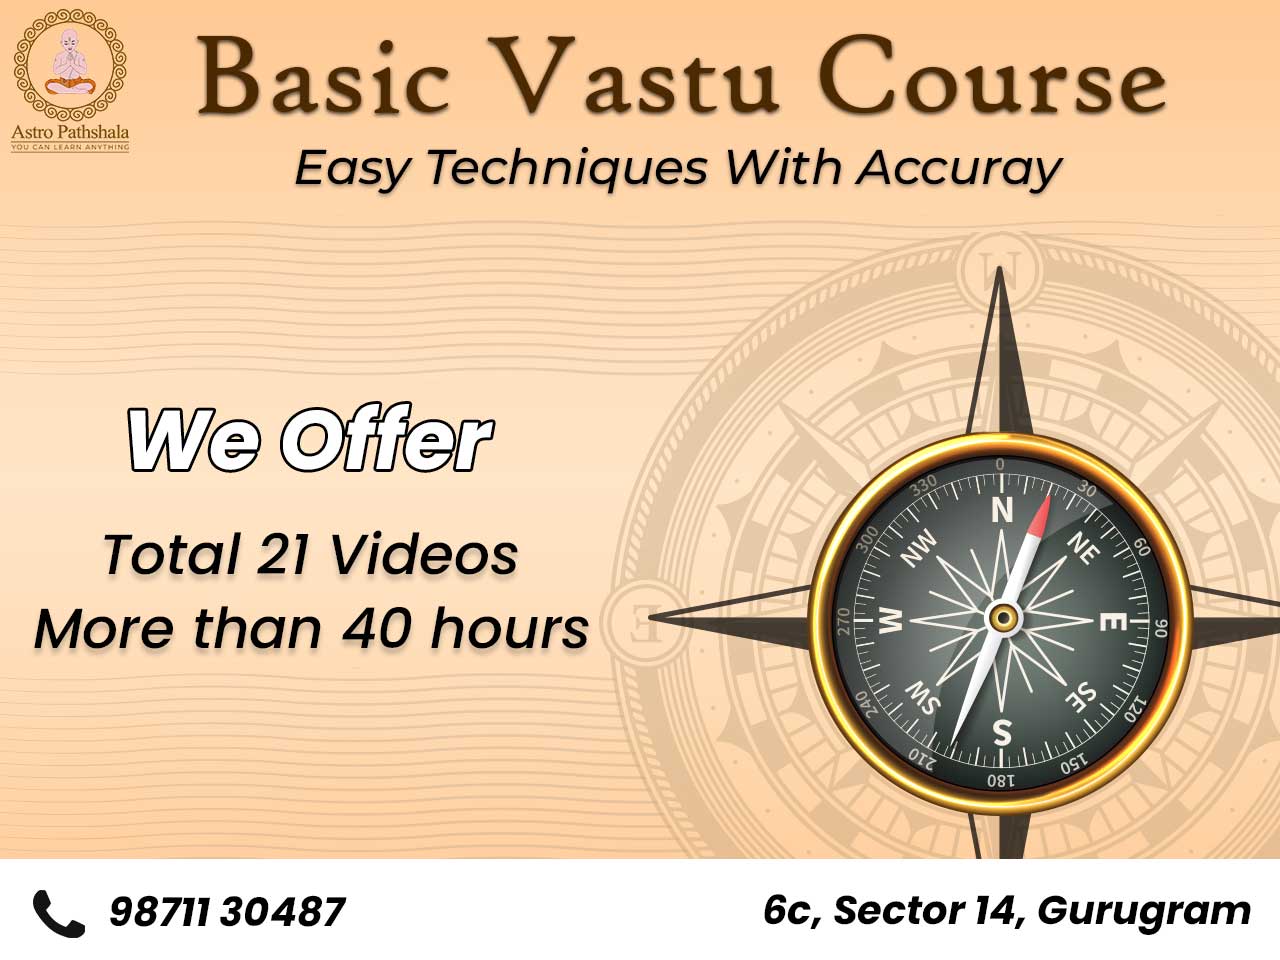 Basic Vastu Course
Astro Pathshala
YOU CAN LEARN ANYTHING
Easy Techniques With Accuray
We Offer
Total 21 Videos
More than 40 hours
M
E
0
30
60
90
120
150
180
210
240
270
300
330
N
NE
E
SE
S
SW
W
NW
98711 30487
6c, Sector 14, Gurugram